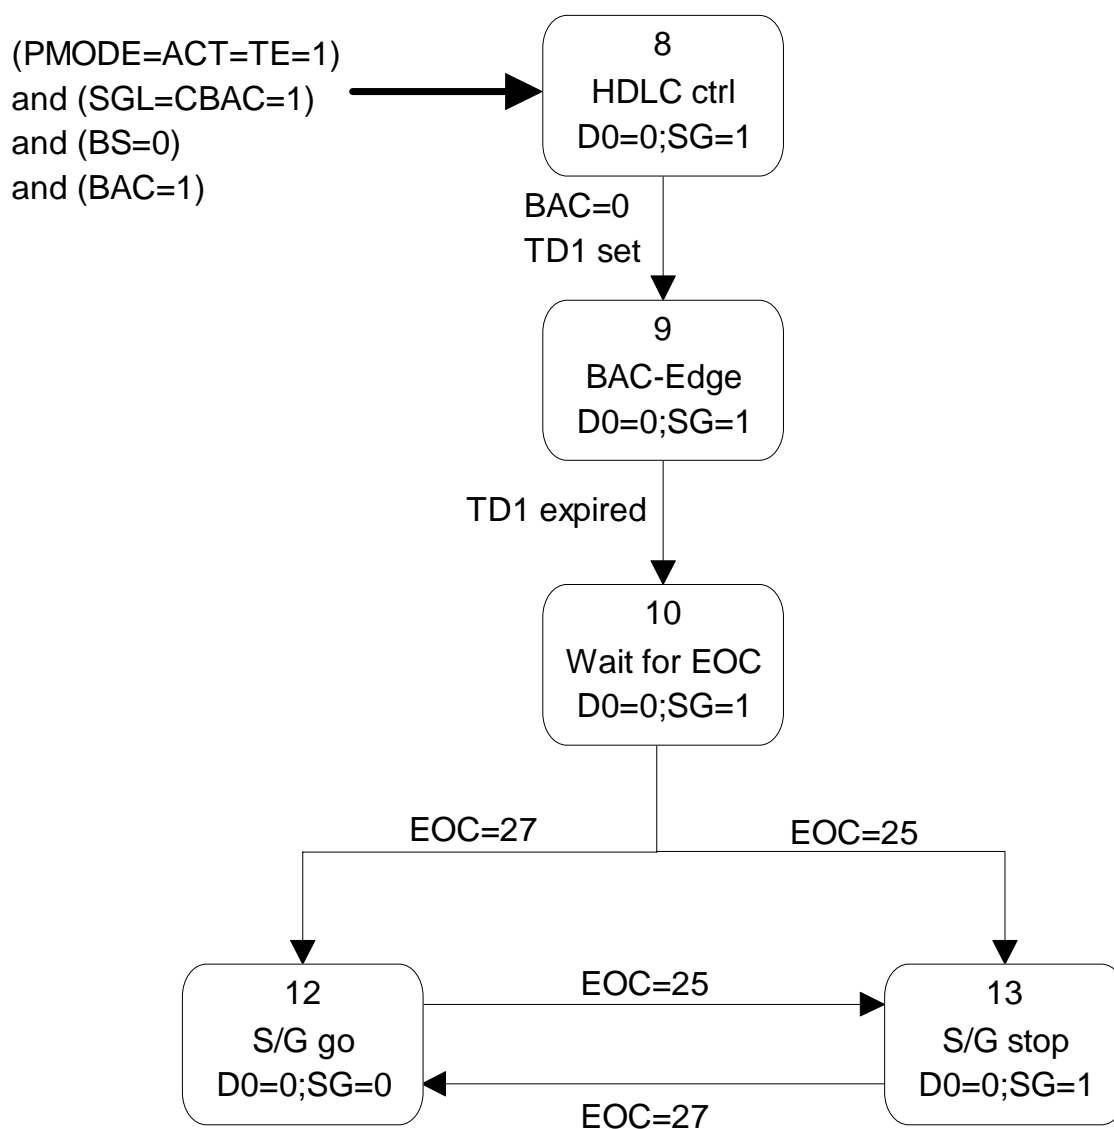 (PMODE=ACT=TE=1)
and (SGL=CBAC=1)
and (BS=0)
and (BAC=1)
8
HDLC ctrl
D0=0;SG=1
BAC=0
TD1 set
9
BAC-Edge
D0=0;SG=1
TD1 expired
10
Wait for EOC
D0=0;SG=1
EOC=27
EOC=25
12
S/G go
D0=0;SG=0
EOC=25
13
S/G stop
D0=0;SG=1
EOC=27